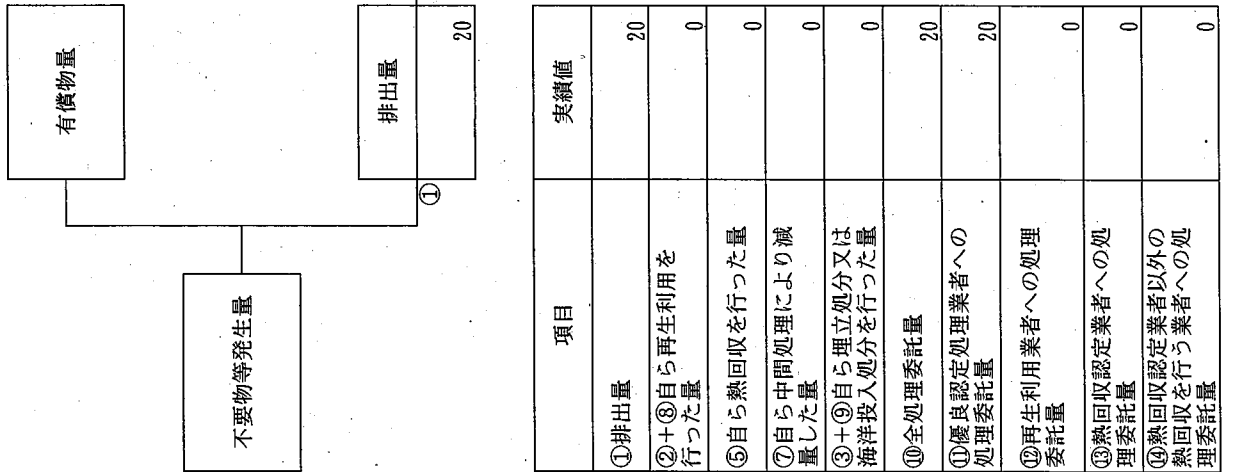 有償物量
不要物等発生量
①
排出量
20
項目
実績値
①排出量
20
②+⑧自ら再生利用を
行った量
0
⑤自ら熱回収を行った量
0
⑦自ら中間処理により減
量した量
0
③+⑨自ら埋立処分又は
海洋投入処分を行った量
0
⑩全処理委託量
20
⑪優良認定処理業者への
処理委託量
20
⑫再生利用業者への処理
委託量
0
⑬熱回収認定業者への処
理委託量
0
⑭熱回収認定業者以外の
熱回収を行う業者への処
理委託量
0